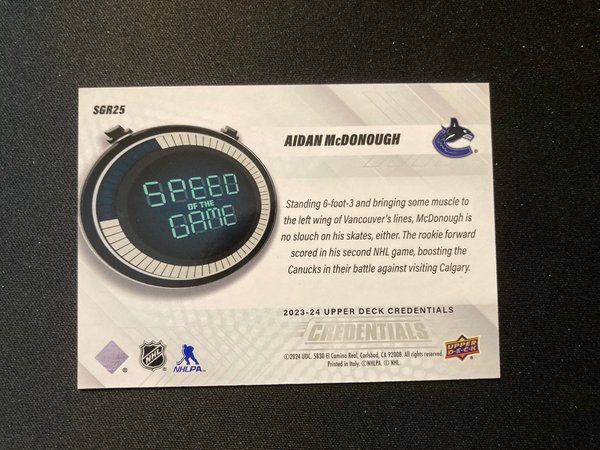 SGR25
AIDAN McDONOUGH
SPEED
OF THE
GAME
Standing 6-foot-3 and bringing some muscle to
the left wing of Vancouver's lines, McDonough is
no slouch on his skates, either. The rookie forward
scored in his second NHL game, boosting the
Canucks in their battle against visiting Calgary.
2023-24 UPPER DECK CREDENTIALS
CREDENTIALS
©2024 UDC. 5830 El Camino Real, Carlsbad, CA 92008. All rights reserved.
Printed in Italy. ©NHLPA. © NHL.
NHL
NHLPA
UPPER
DECK